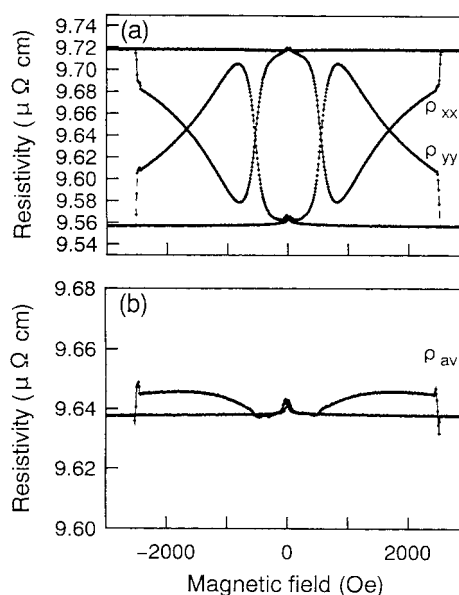 (a)
9.74
9.72
9.70
9.68
9.66
9.64
9.62
9.60
9.58
9.56
9.54
Resistivity ( μ Ω cm)
ρ xx
ρ yy
(b)
9.68
9.66
9.64
9.62
9.60
Resistivity (μ Ω cm)
ρ av
−2000 0 2000
Magnetic field (Oe)